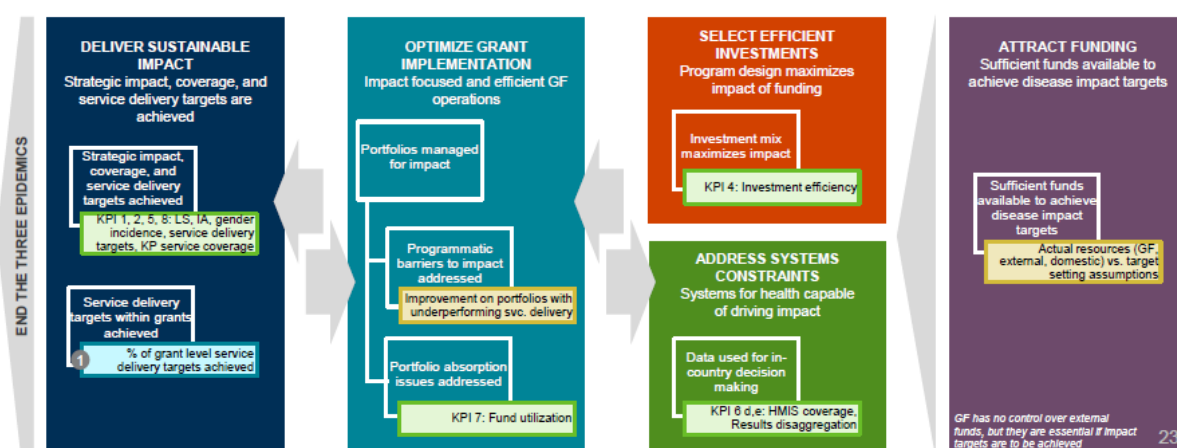 END THE THREE EPIDEMICS
DELIVER SUSTAINABLE
IMPACT
Strategic impact, coverage, and
service delivery targets are
achieved
Strategic impact,
coverage, and
service delivery
targets achieved
KPI 1, 2, 5, 8: LS, IA, gender
incidence, service delivery
targets, KP service coverage
Service delivery
targets within grants
achieved
1
% of grant level service
delivery targets achieved
OPTIMIZE GRANT
IMPLEMENTATION
Impact focused and efficient GF
operations
Portfolios managed
for impact
Programmatic
barriers to impact
addressed
Improvement on portfolios with
underperforming svc. delivery
Portfolio absorption
issues addressed
KPI 7: Fund utilization
SELECT EFFICIENT
INVESTMENTS
Program design maximizes
impact of funding
Investment mix
maximizes impact
KPI 4: Investment efficiency
ADDRESS SYSTEMS
CONSTRAINTS
Systems for health capable
of driving impact
Data used for in-
country decision
making
KPI 6 d,e: HMIS coverage,
Results disaggregation
ATTRACT FUNDING
Sufficient funds available to
achieve disease impact targets
Sufficient funds
available to achieve
disease impact
targets
Actual resources (GF,
external, domestic) vs. target
setting assumptions
GF has no control over external
funds, but they are essential if impact
targets are to be achieved
23